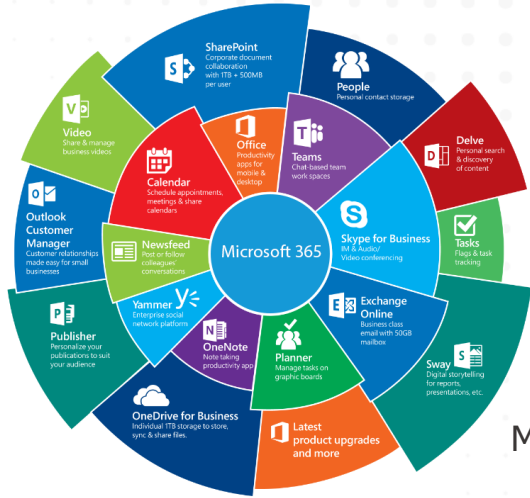 SharePoint
Corporate document
collaboration
with 1TB + 500MB
per user
People
Personal contact storage
Delve
Personal search
& discovery
of content
Tasks
Flags & task
tracking
Sway
Digital storytelling
for reports,
presentations, etc.
Latest
product upgrades
and more
OneDrive for Business
Individual 1TB storage to store,
sync & share files.
Publisher
Personalize your
publications to suit
your audience
Outlook
Customer
Manager
Customer relationships
made easy for small
businesses
Video
Share & manage
business videos
Office
Productivity
apps for
mobile &
desktop
Teams
Chat-based team
work spaces
Skype for Business
IM & Audio/
Video conferencing
Exchange
Online
Business class
email with 50GB
mailbox
Planner
Manage tasks on
graphic boards
OneNote
Note taking
productivity app
Yammer
Enterprise social
network platforms
Newsfeed
Post or follow
colleagues'
conversations
Calendar
Schedule appointments,
meetings & share
calendars
Microsoft 365
M